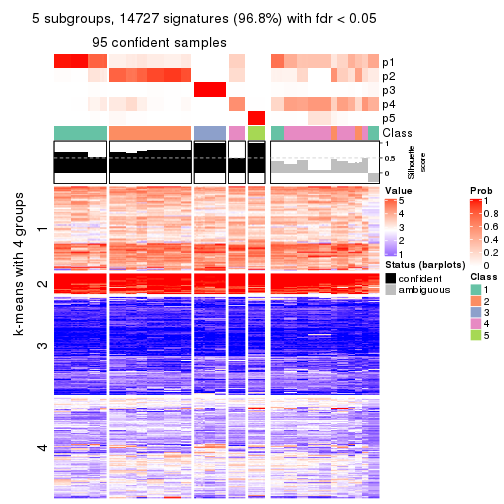 5 subgroups, 14727 signatures (96.8%) with fdr < 0.05
95 confident samples
p1
p2
p3
p4
p5
Class
1
0.5
0
Silhouette
score
k-means with 4 groups
1
2
3
4
Value
5
4
3
2
1
Status (barplots)
confident
ambiguous
Prob
1
0.8
0.6
0.4
0.2
0
Class
1
2
3
4
5